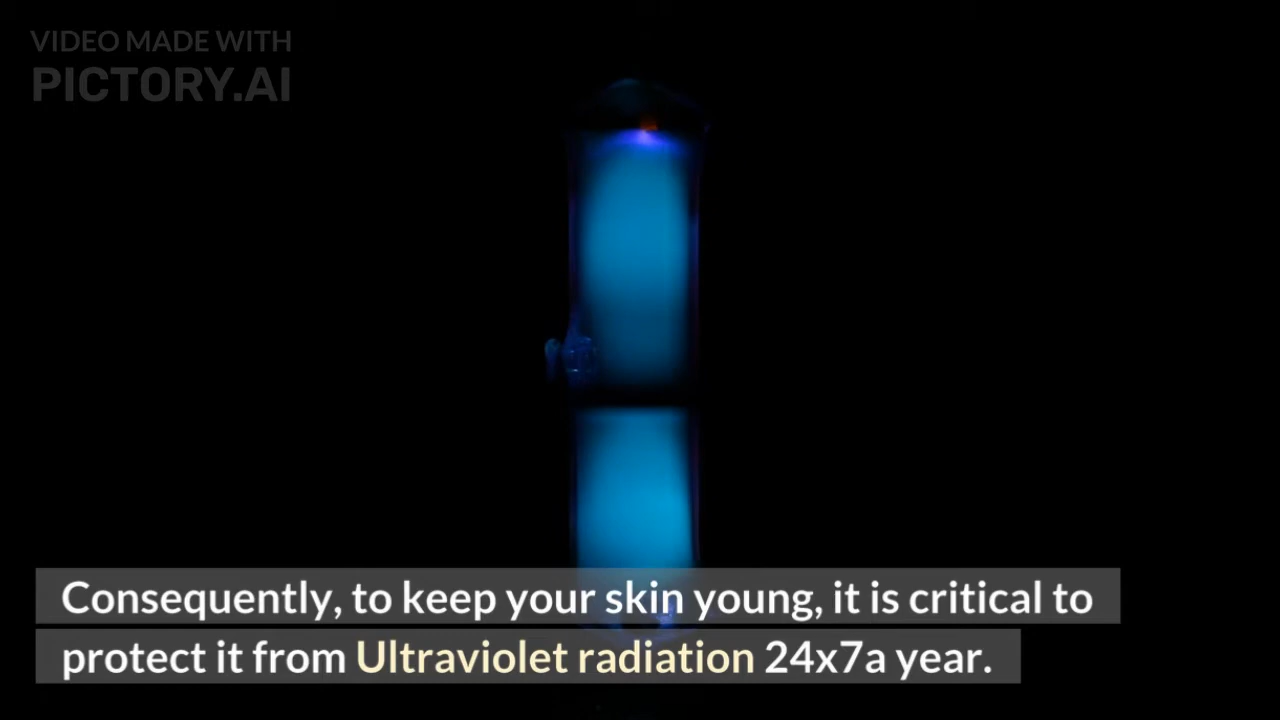 VIDEO MADE WITH
PICTORY.AI
Consequently, to keep your skin young, it is critical to
protect it from Ultraviolet radiation 24x7a year.